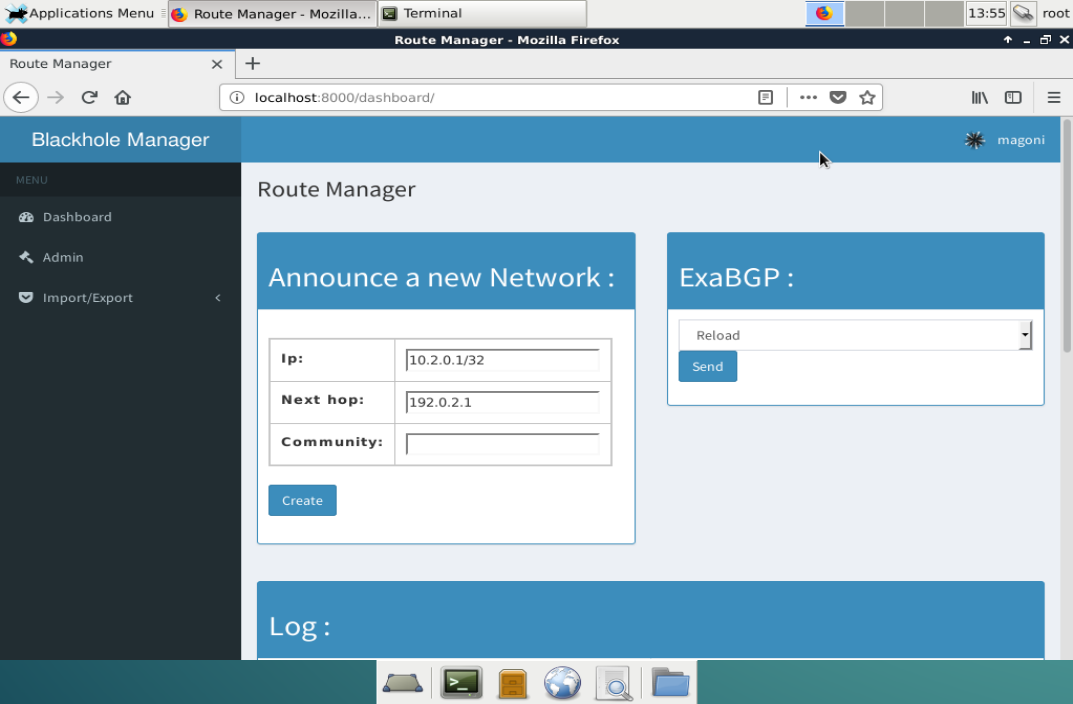 Applications Menu
Route Manager - Mozilla...
Terminal
13:55
root
Route Manager - Mozilla Firefox
Route Manager
localhost:8000/dashboard/
Blackhole Manager
magoni
MENU
Dashboard
Admin
Import/Export
Route Manager
Announce a new Network :
Ip:
10.2.0.1/32
Next hop:
192.0.2.1
Community:
Create
ExaBGP :
Reload
Send
Log :